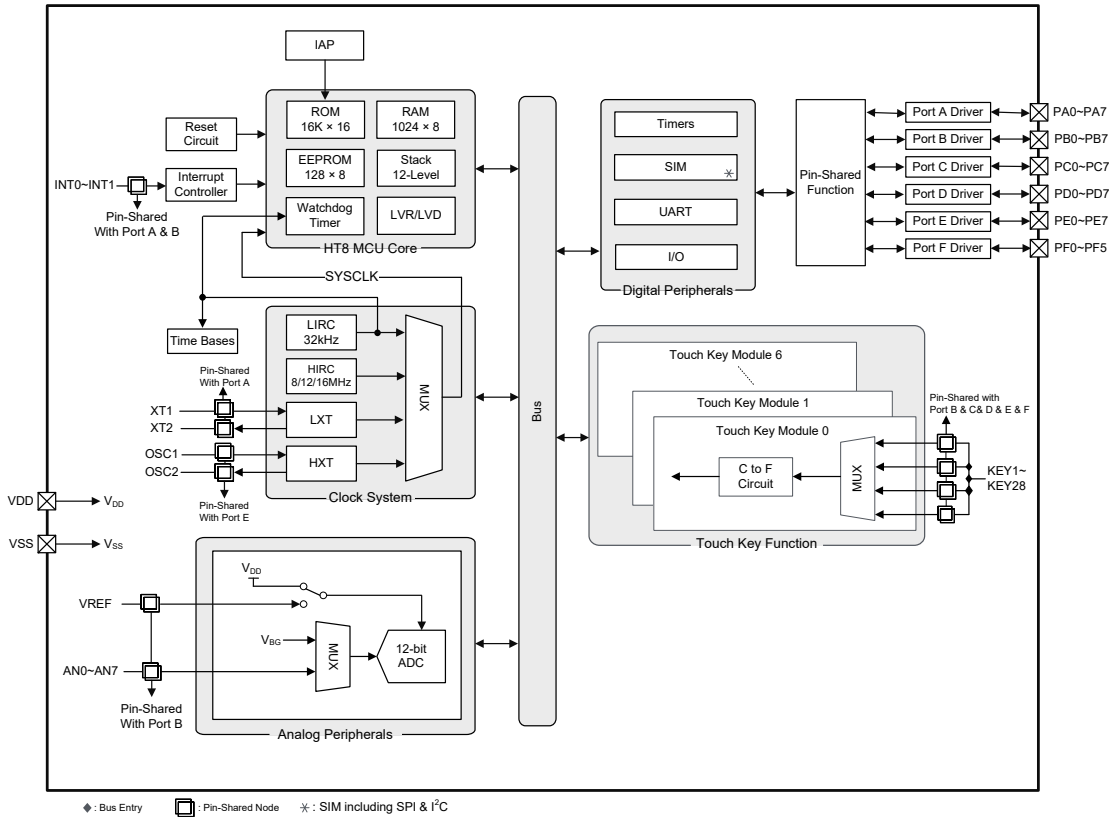 IAP
ROM
16K × 16
RAM
1024 × 8
EEPROM
128 × 8
Stack
12-Level
Watchdog
Timer
LVR/LVD
HT8 MCU Core
Reset
Circuit
INT0~INT1
Interrupt
Controller
Pin-Shared
With Port A & B
SYSCLK
Time Bases
LIRC
32kHz
HIRC
8/12/16MHz
LXT
HXT
MUX
Clock System
Pin-Shared
With Port A
XT1
XT2
OSC1
OSC2
Pin-Shared
With Port E
VDD
VDD
VSS
VSS
VREF
AN0~AN7
Pin-Shared
With Port B
VDD
VBG
MUX
12-bit
ADC
Analog Peripherals
Bus
Timers
SIM
*
UART
I/O
Digital Peripherals
Pin-Shared
Function
Port A Driver
PA0~PA7
Port B Driver
PB0~PB7
Port C Driver
PC0~PC7
Port D Driver
PD0~PD7
Port E Driver
PE0~PE7
Port F Driver
PF0~PF5
Touch Key Module 6
Touch Key Module 1
Touch Key Module 0
C to F
Circuit
MUX
Pin-Shared with
Port B & C& D & E & F
KEY1~
KEY28
Touch Key Function
: Bus Entry
: Pin-Shared Node
* : SIM including SPI & I²C